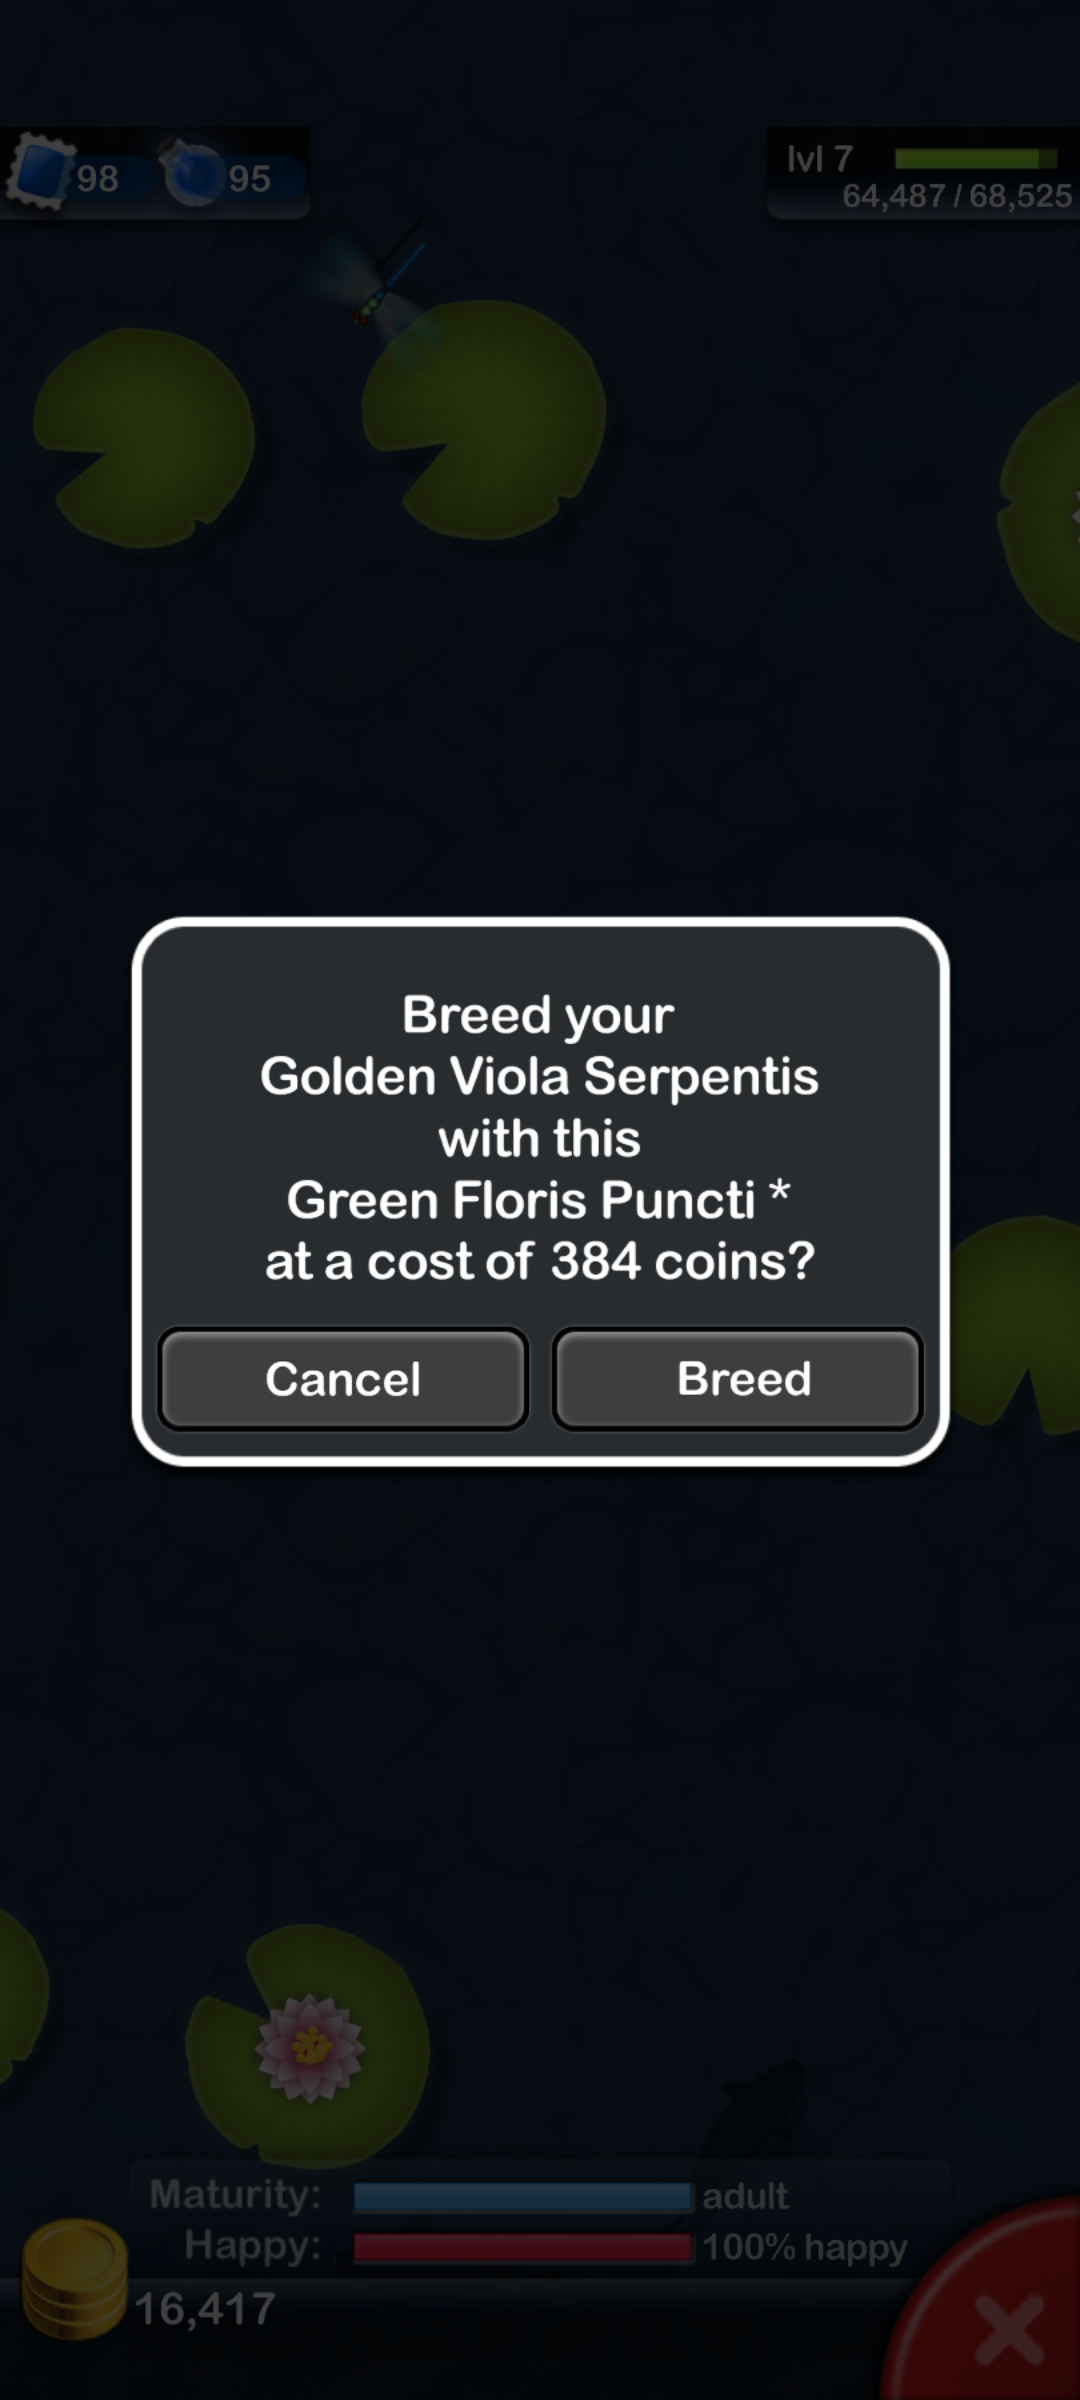 98
95
lvl 7
64,487 / 68,525
Breed your
Golden Viola Serpentis
with this
Green Floris Puncti *
at a cost of 384 coins?
Cancel
Breed
Maturity:
adult
Happy:
100% happy
16,417